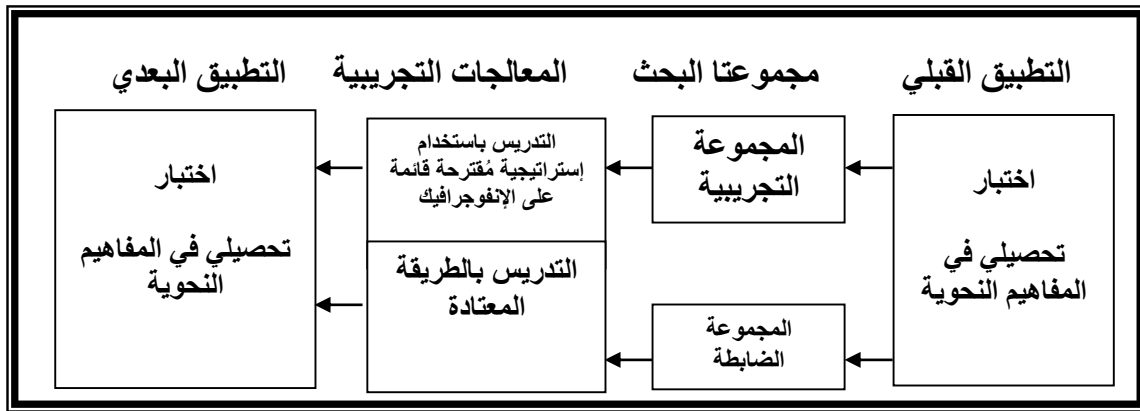 التطبيق القبلي
مجموعتا البحث
المعالجات التجريبية
التطبيق البعدي
اختبار
تحصيلي في
المفاهيم النحوية
المجموعة
التجريبية
المجموعة
الضابطة
التدريس باستخدام
إستراتيجية مُقترحة قائمة
على الإنفوجرافيك
التدريس بالطريقة
المعتادة
اختبار
تحصيلي في المفاهيم
النحوية